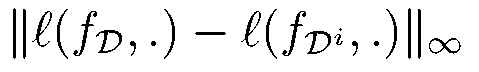 ‖ℓ(f_𝒟, .) − ℓ(f_{𝒟^i}, .)‖_∞